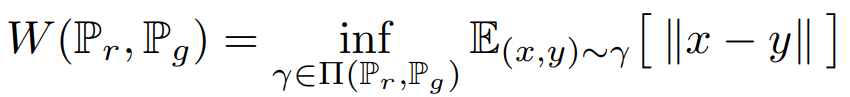 W(ℙ_r, ℙ_g) = inf_{γ∈Π(ℙ_r,ℙ_g)} 𝔼_{(x,y)∼γ}[ ‖x − y‖ ]